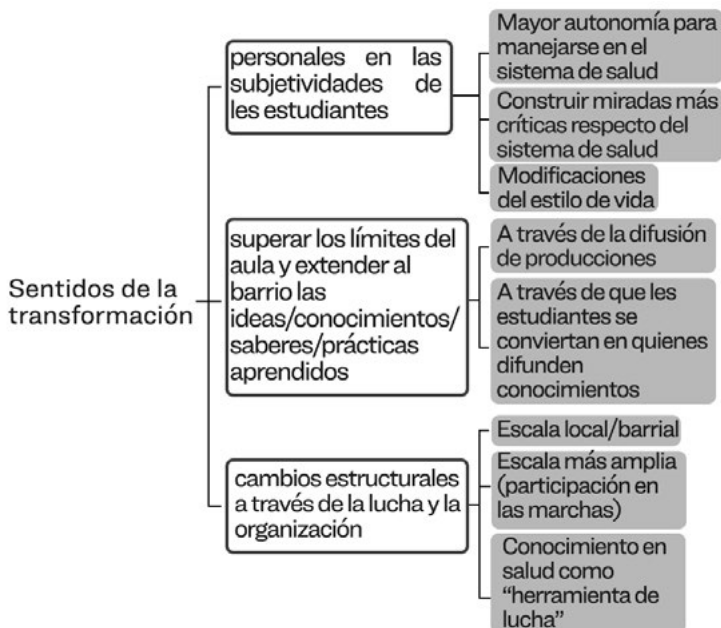 Sentidos de la
transformación
personales en las
subjetividades de
les estudiantes
Mayor autonomía para
manejarse en el
sistema de salud
Construir miradas más
críticas respecto del
sistema de salud
Modificaciones
del estilo de vida
superar los límites del
aula y extender al
barrio las
ideas/conocimientos/
saberes/prácticas
aprendidos
A través de la difusión
de producciones
A través de que les
estudiantes se
conviertan en quienes
difunden
conocimientos
cambios estructurales
a través de la lucha y la
organización
Escala local/barrial
Escala más amplia
(participación en
las marchas)
Conocimiento en
salud como
“herramienta de
lucha”